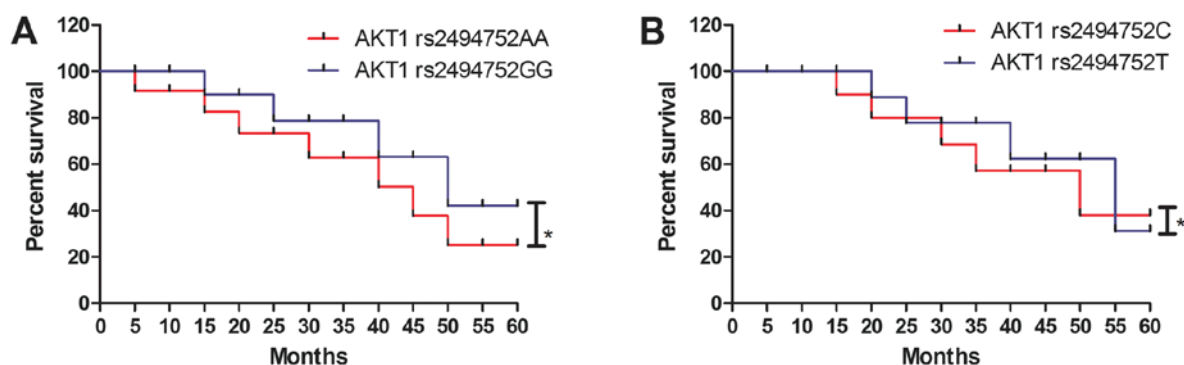 A
AKT1 rs2494752AA
AKT1 rs2494752GG
Percent survival
120
100
80
60
40
20
0
*
0 5 10 15 20 25 30 35 40 45 50 55 60
Months
B
AKT1 rs2494752C
AKT1 rs2494752T
Percent survival
120
100
80
60
40
20
0
*
0 5 10 15 20 25 30 35 40 45 50 55 60
Months